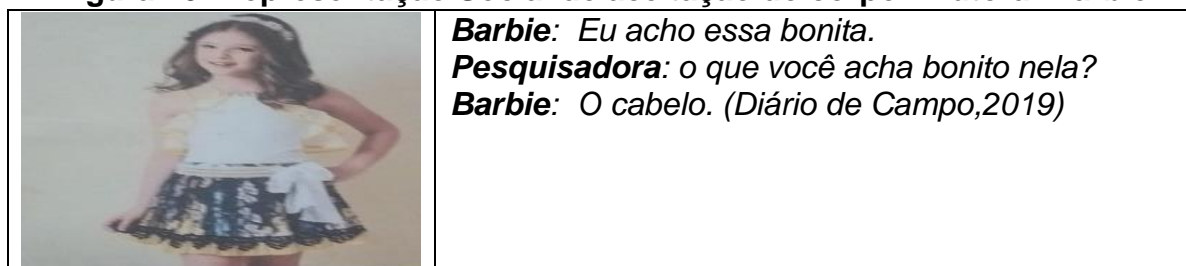 Barbie: Eu acho essa bonita.
Pesquisadora: o que você acha bonito nela?
Barbie: O cabelo. (Diário de Campo,2019)